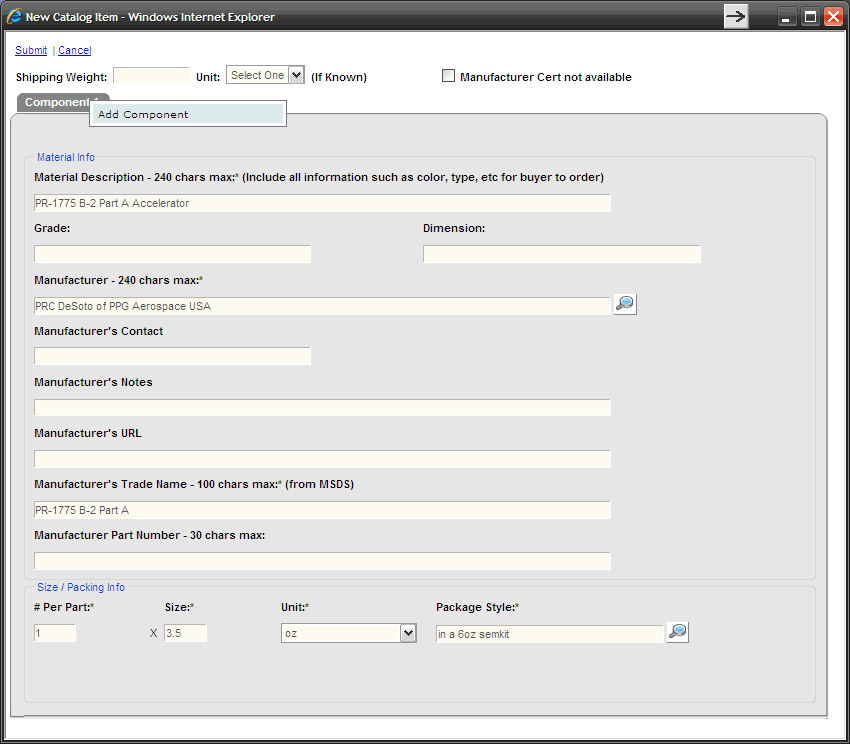 New Catalog Item - Windows Internet Explorer
Submit | Cancel
Shipping Weight: Unit: Select One (If Known) Manufacturer Cert not available
Component
Add Component
Material Info
Material Description - 240 chars max:* (Include all information such as color, type, etc for buyer to order)
PR-1775 B-2 Part A Accelerator
Grade: Dimension:
Manufacturer - 240 chars max:*
PRC DeSoto of PPG Aerospace USA
Manufacturer's Contact
Manufacturer's Notes
Manufacturer's URL
Manufacturer's Trade Name - 100 chars max:* (from MSDS)
PR-1775 B-2 Part A
Manufacturer Part Number - 30 chars max:
Size / Packing Info
# Per Part:* Size:* Unit:* Package Style:*
1 X 3.5 oz in a 6oz semkit